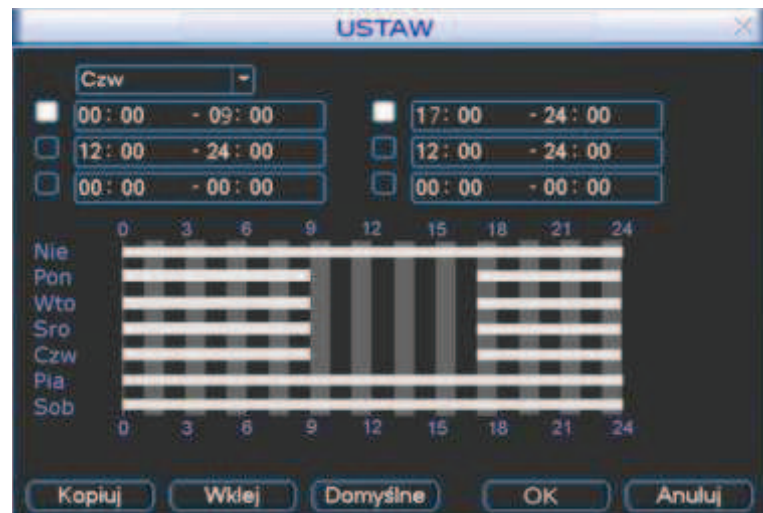 USTAW
Czw
00: 00 - 09: 00 17: 00 - 24: 00
12: 00 - 24: 00 12: 00 - 24: 00
00: 00 - 00: 00 00: 00 - 00: 00
0 3 6 9 12 15 18 21 24
Nie
Pon
Wto
Sro
Czw
Pia
Sob
0 3 6 9 12 15 18 21 24
Kopiuj Wklej Domyślne OK Anuluj